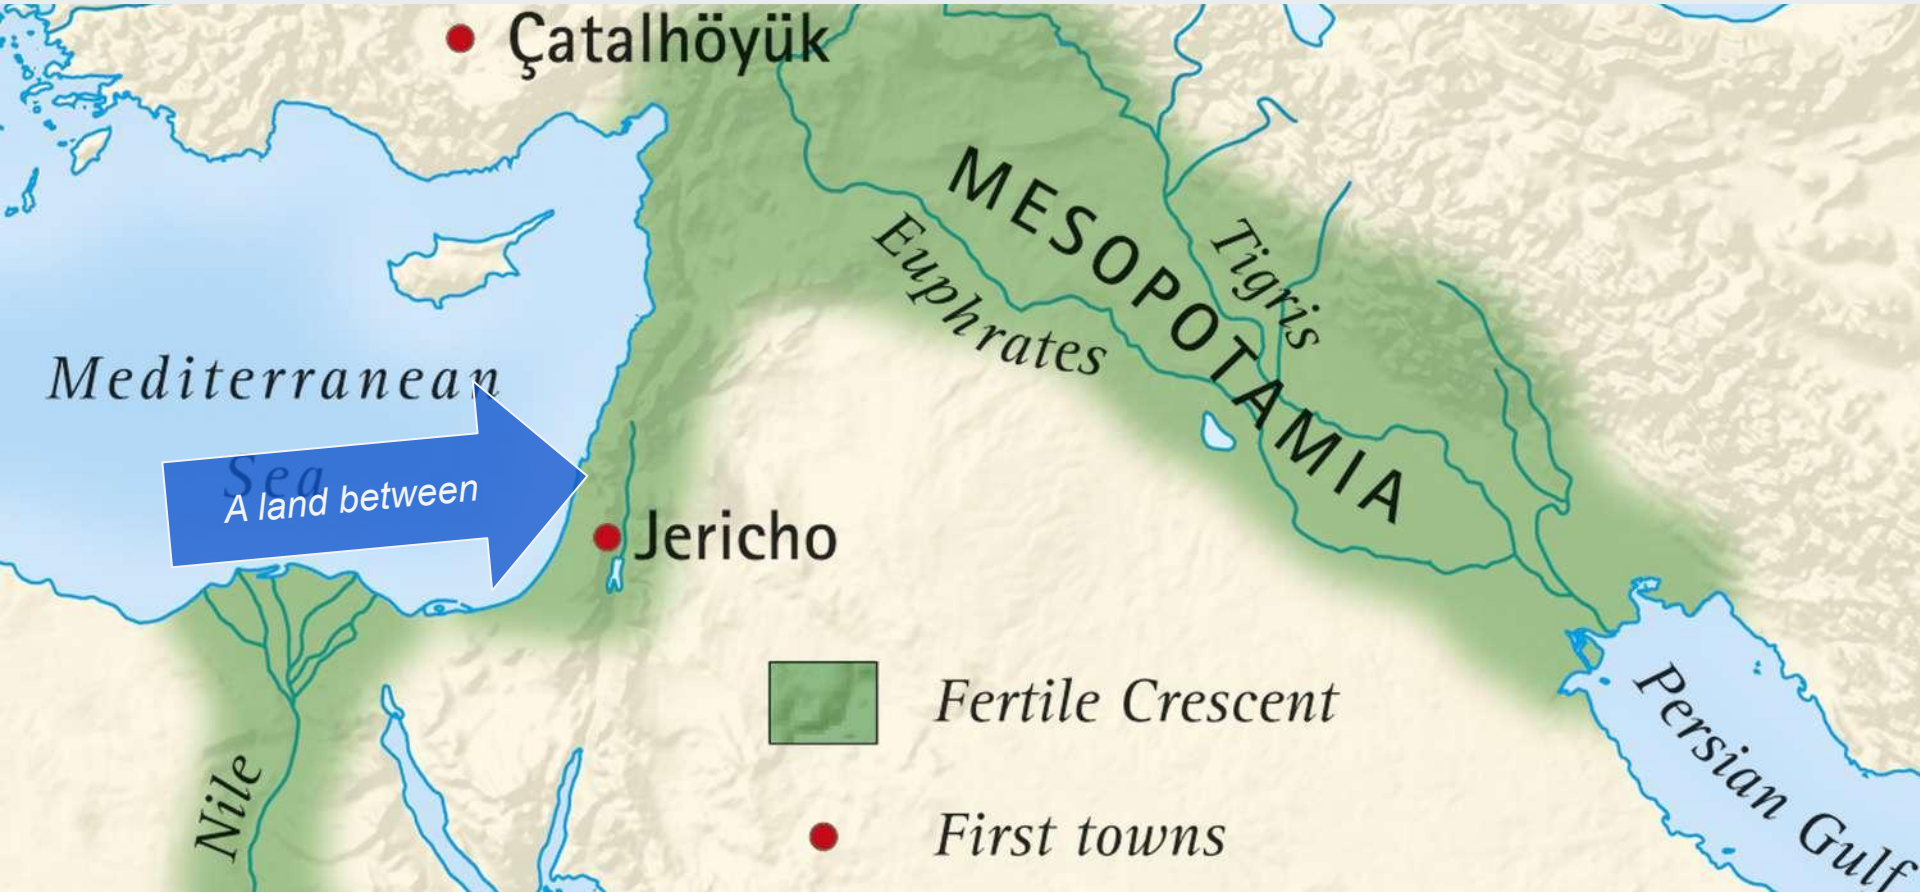 Çatalhöyük
MESOPOTAMIA
Tigris
Euphrates
Mediterranean
Sea
A land between
Jericho
Fertile Crescent
Nile
Persian Gulf
First towns